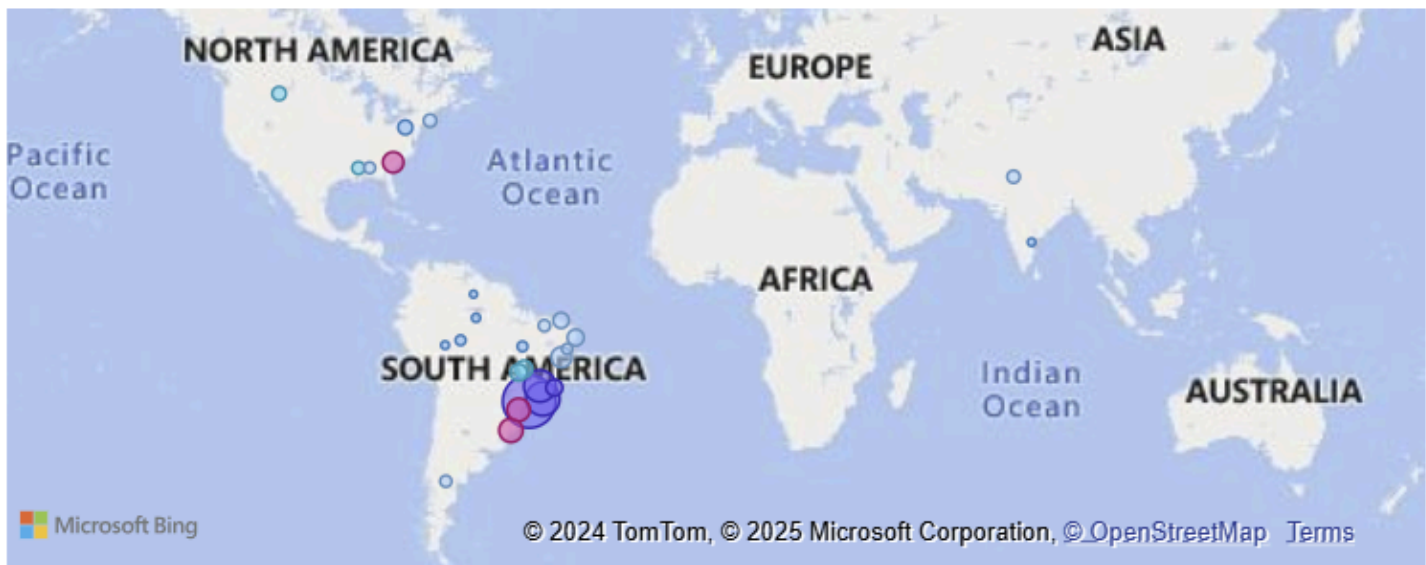 NORTH AMERICA
EUROPE
ASIA
Pacific
Ocean
Atlantic
Ocean
AFRICA
SOUTH AMERICA
Indian
Ocean
AUSTRALIA
Microsoft Bing
© 2024 TomTom, © 2025 Microsoft Corporation, © OpenStreetMap Terms